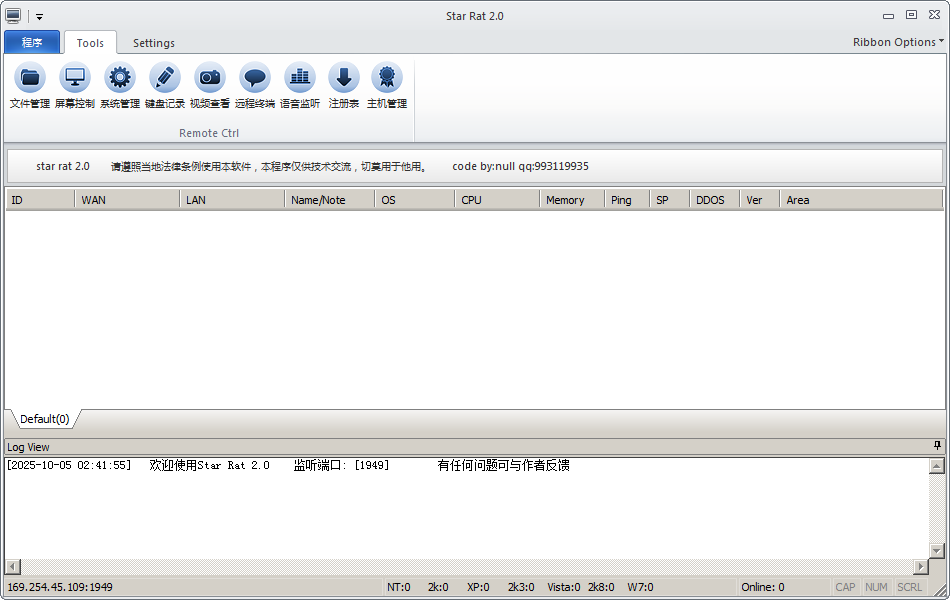 Star Rat 2.0
程序 Tools Settings Ribbon Options
文件管理 屏幕控制 系统管理 键盘记录 视频查看 远程终端 语音监听 注册表 主机管理
Remote Ctrl
star rat 2.0 请遵照当地法律条例使用本软件，本程序仅供技术交流，切莫用于他用。 code by:null qq:993119935
ID WAN LAN Name/Note OS CPU Memory Ping SP DDOS Ver Area
Default(0)
Log View
[2025-10-05 02:41:55] 欢迎使用Star Rat 2.0 监听端口: [1949] 有任何问题可与作者反馈
169.254.45.109:1949 NT:0 2k:0 XP:0 2k3:0 Vista:0 2k8:0 W7:0 Online: 0 CAP NUM SCRL